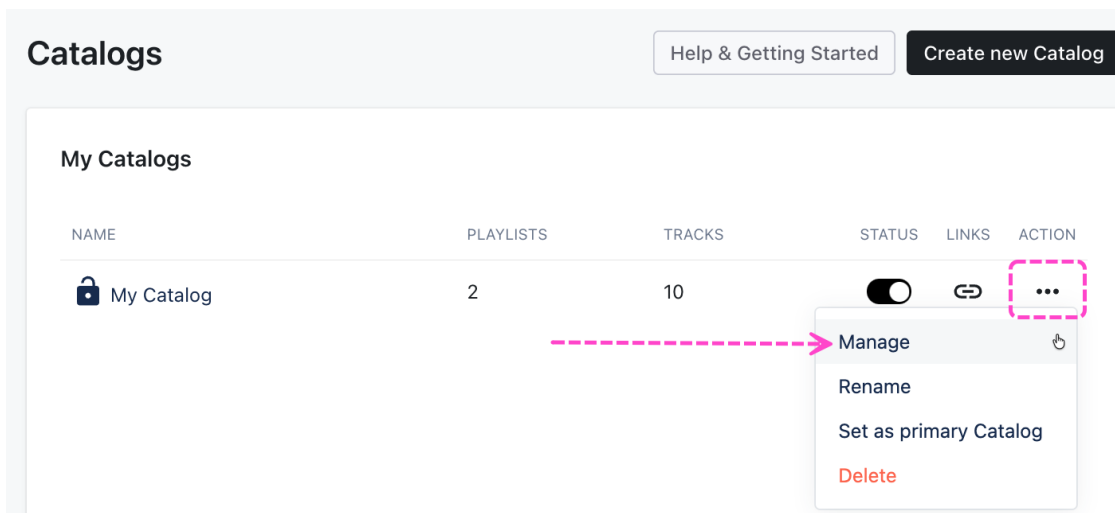 Catalogs
Help & Getting Started
Create new Catalog
My Catalogs
NAME PLAYLISTS TRACKS STATUS LINKS ACTION
My Catalog 2 10
Manage
Rename
Set as primary Catalog
Delete